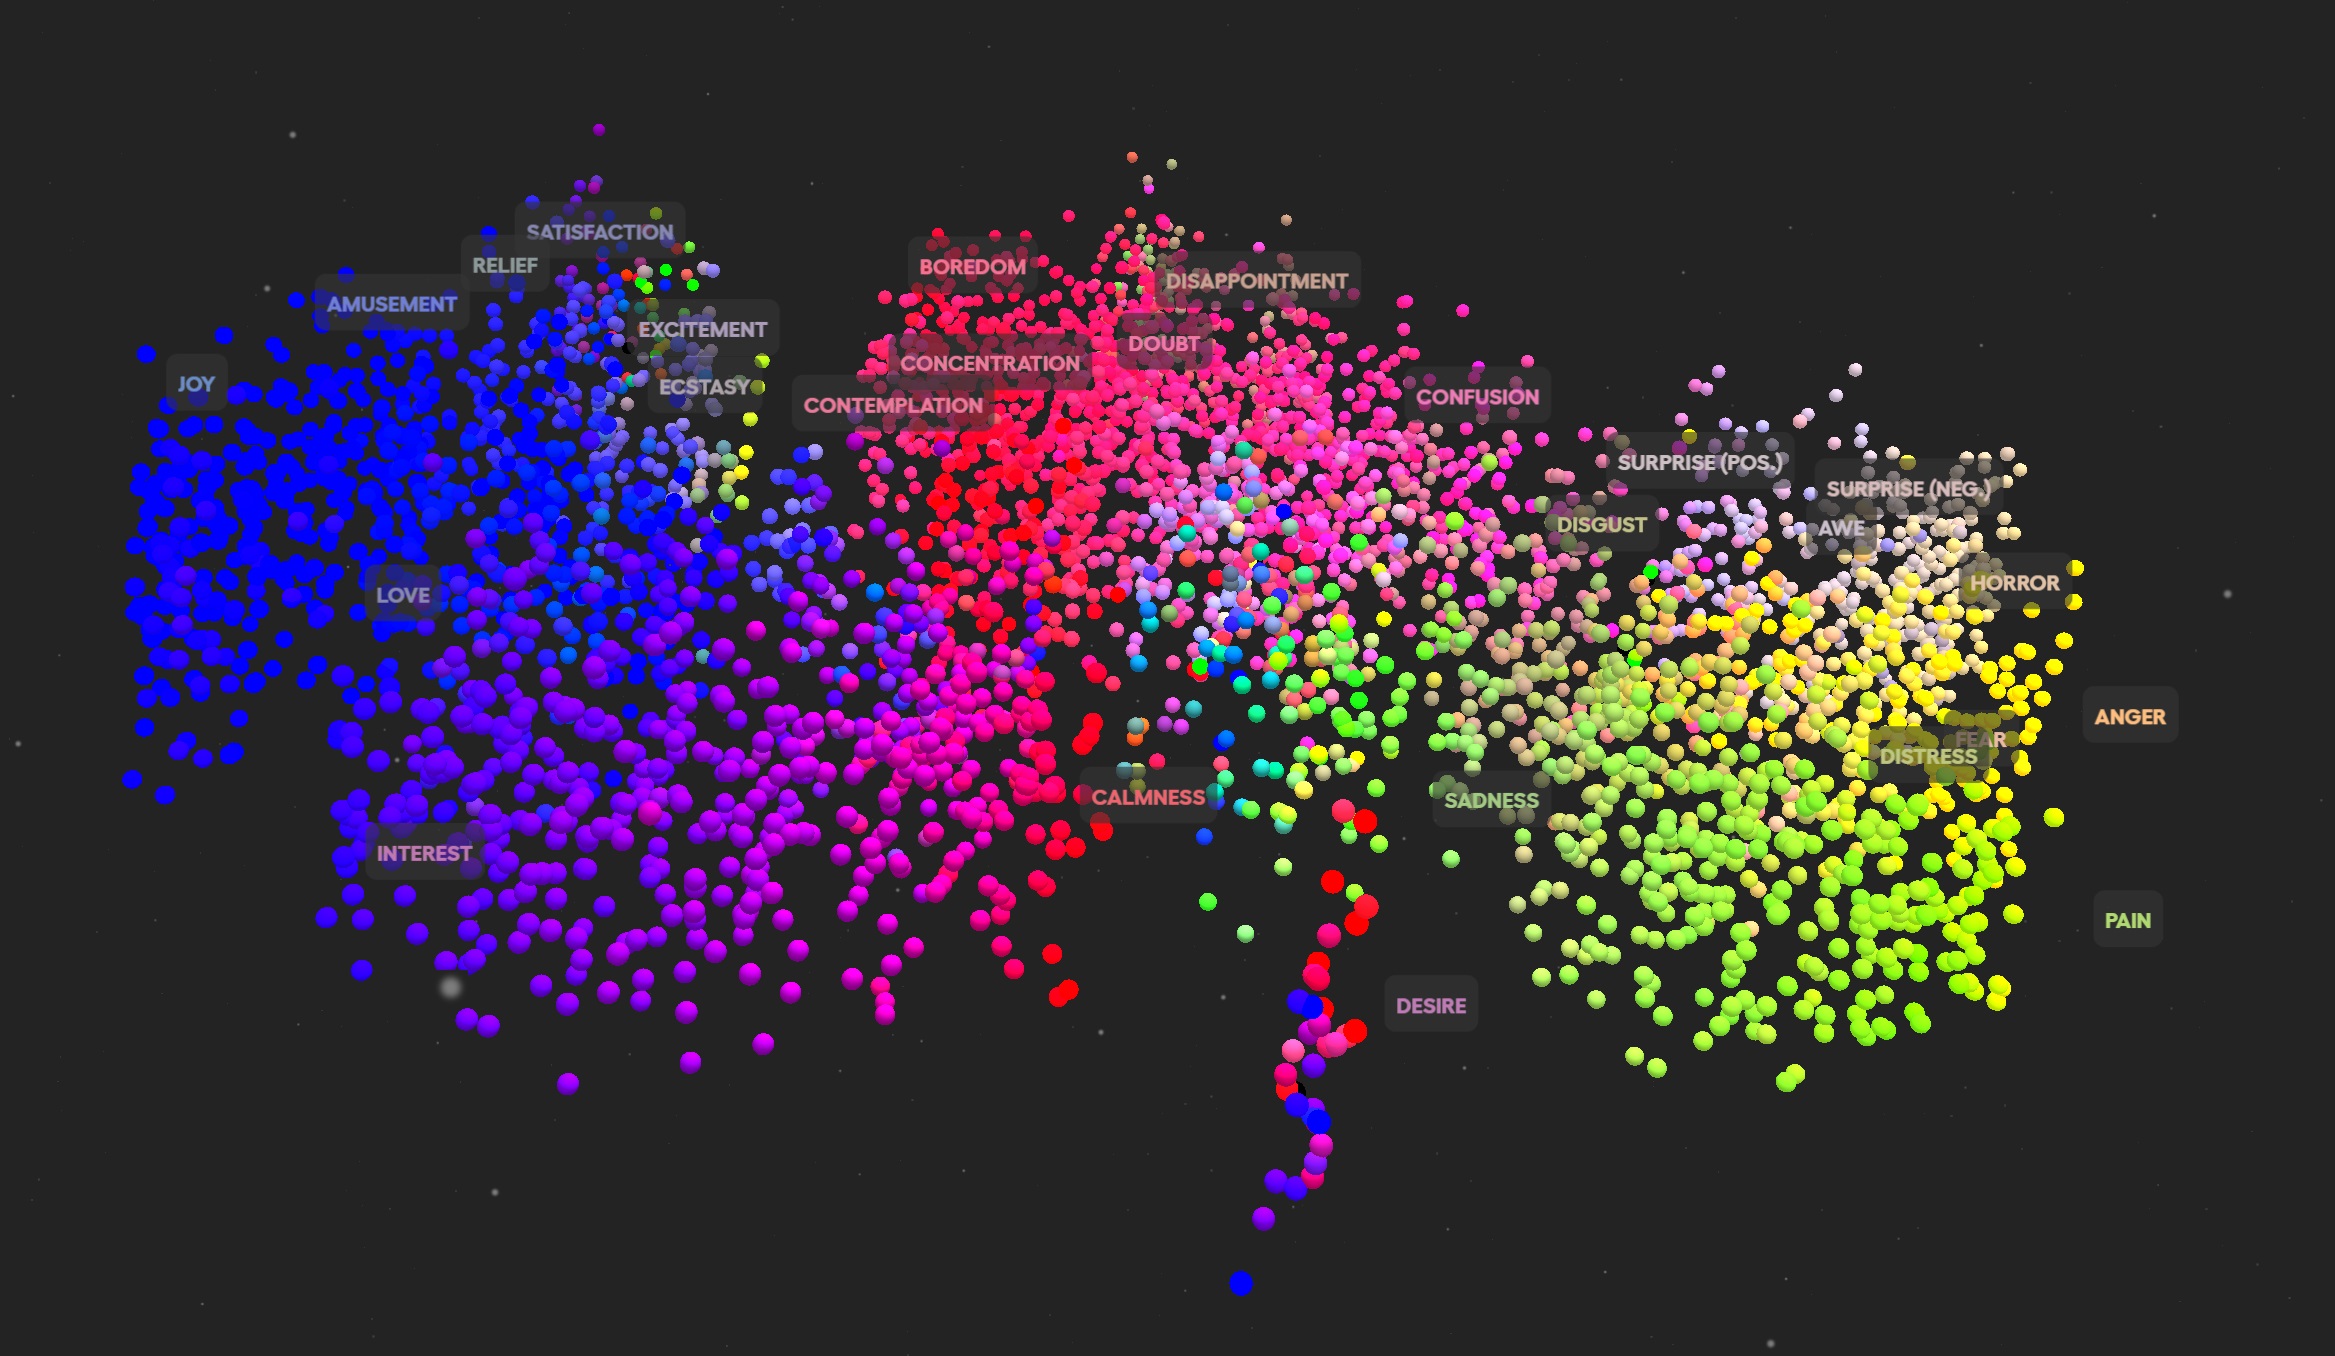 SATISFACTION
RELIEF
BOREDOM
DISAPPOINTMENT
AMUSEMENT
EXCITEMENT
DOUBT
CONCENTRATION
JOY
ECSTASY
CONFUSION
CONTEMPLATION
SURPRISE (POS.)
SURPRISE (NEG.)
DISGUST
AWE
HORROR
LOVE
ANGER
FEAR
DISTRESS
CALMNESS
SADNESS
INTEREST
PAIN
DESIRE